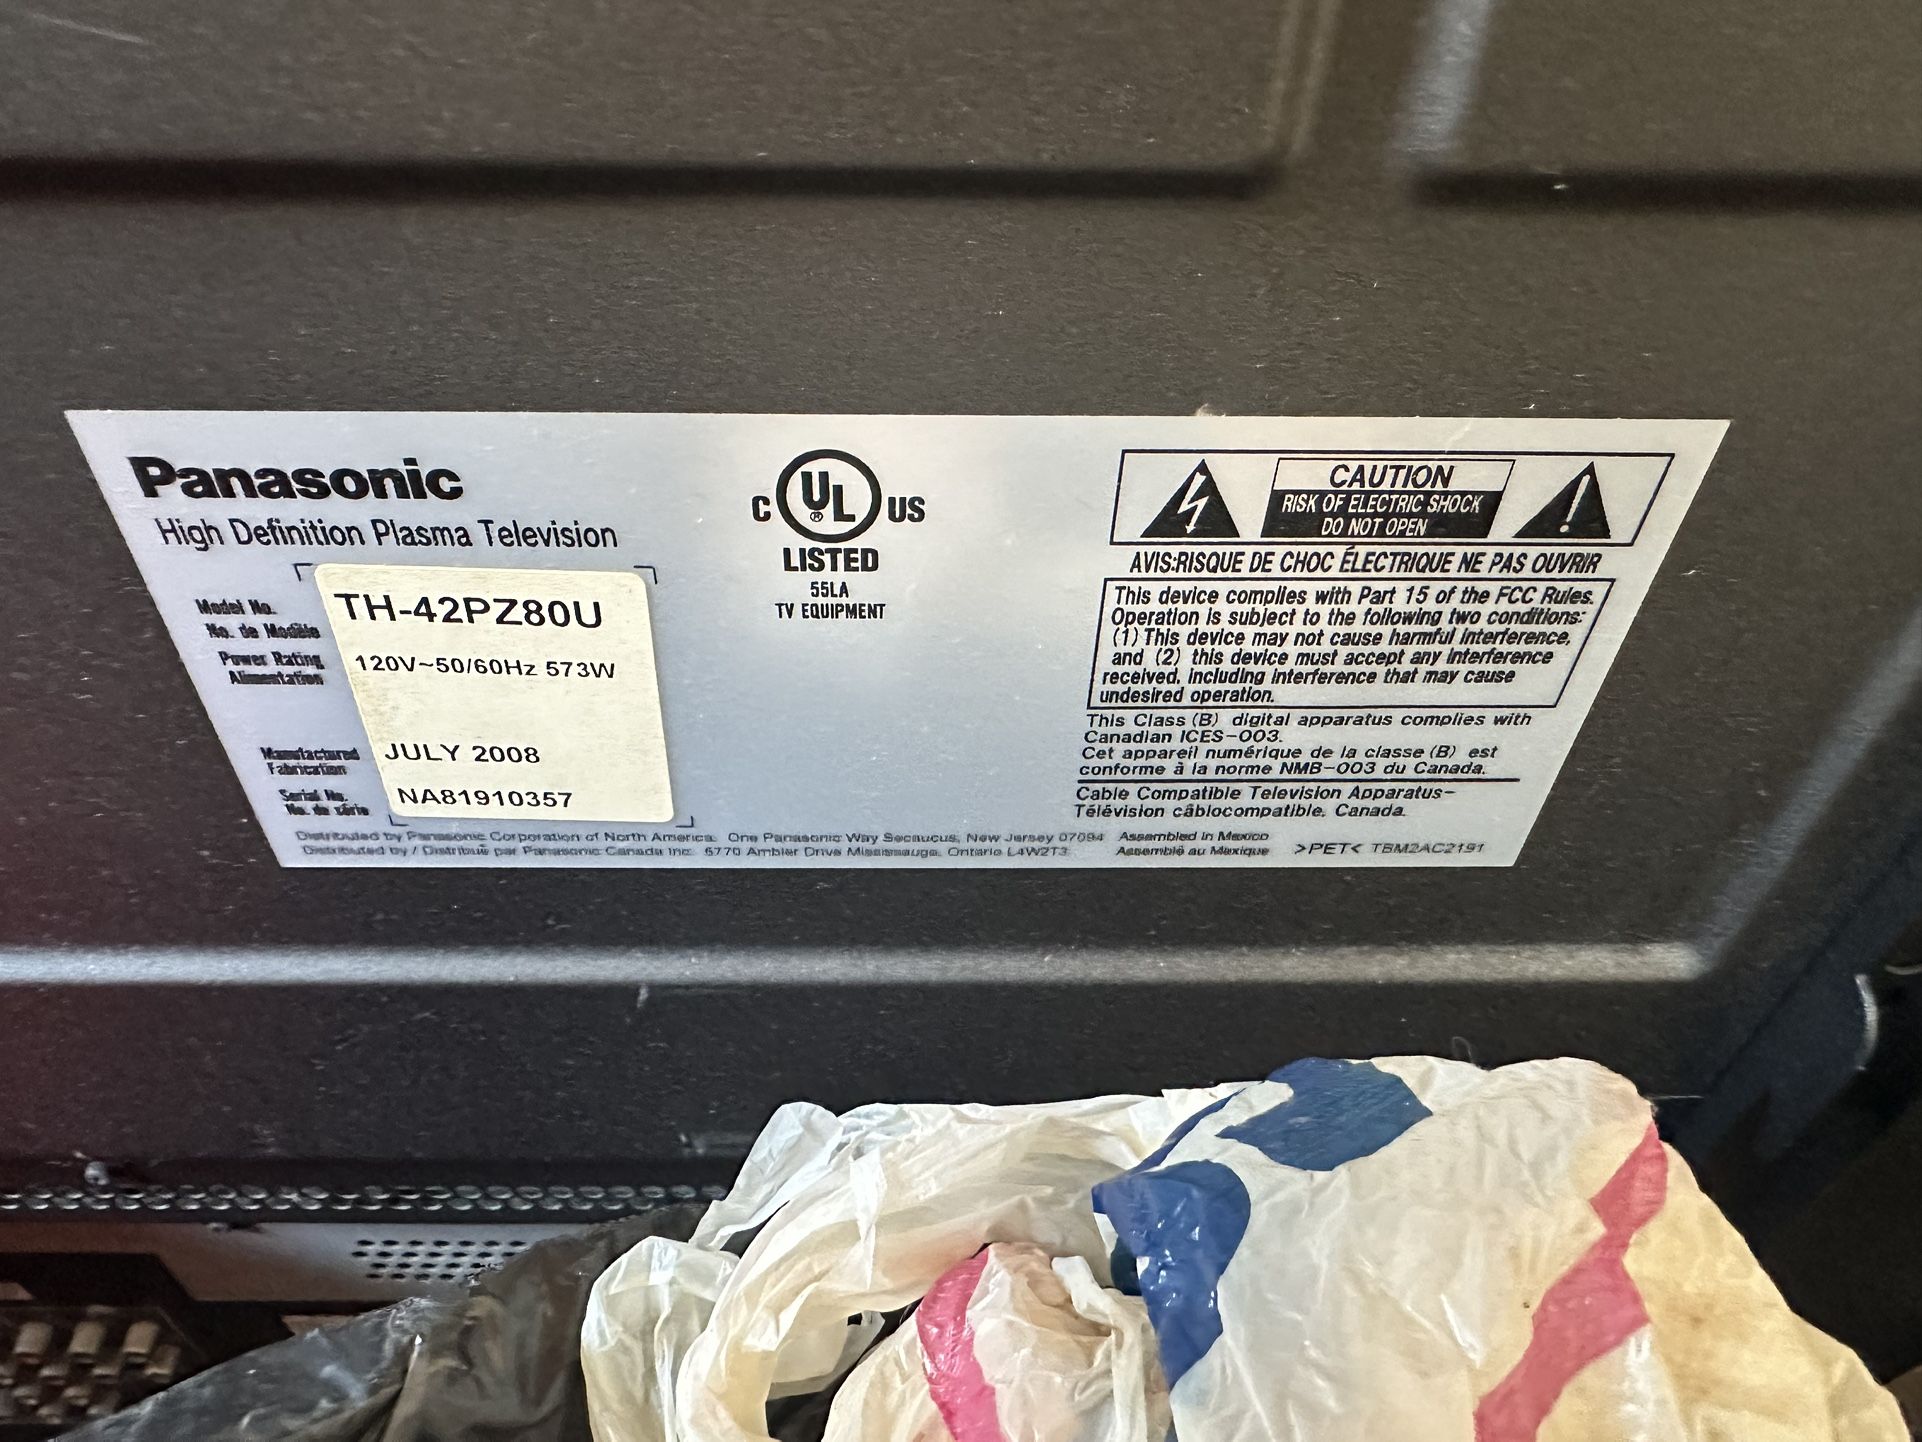 Panasonic
High Definition Plasma Television
Model No.
No. de Modèle
TH-42PZ80U
Power Rating
Alimentation
120V~50/60Hz 573W
Manufactured
Fabrication
JULY 2008
Serial No.
No. de série
NA81910357
C UL® US
LISTED
55LA
TV EQUIPMENT
CAUTION
RISK OF ELECTRIC SHOCK
DO NOT OPEN
AVIS:RISQUE DE CHOC ÉLECTRIQUE NE PAS OUVRIR
This device complies with Part 15 of the FCC Rules.
Operation is subject to the following two conditions:
(1) This device may not cause harmful interference,
and (2) this device must accept any interference
received, including interference that may cause
undesired operation.
This Class (B) digital apparatus complies with
Canadian ICES-003.
Cet appareil numérique de la classe (B) est
conforme à la norme NMB-003 du Canada.
Cable Compatible Television Apparatus-
Télévision câblocompatible, Canada.
Distributed by Panasonic Corporation of North America One Panasonic Way Secaucus, New Jersey 07094
Distributed by / Distribué par Panasonic Canada Inc. 5770 Ambler Drive Mississauga, Ontario L4W2T3
Assembled in Mexico
Assemblé au Mexique
>PET< TBM2AC2191